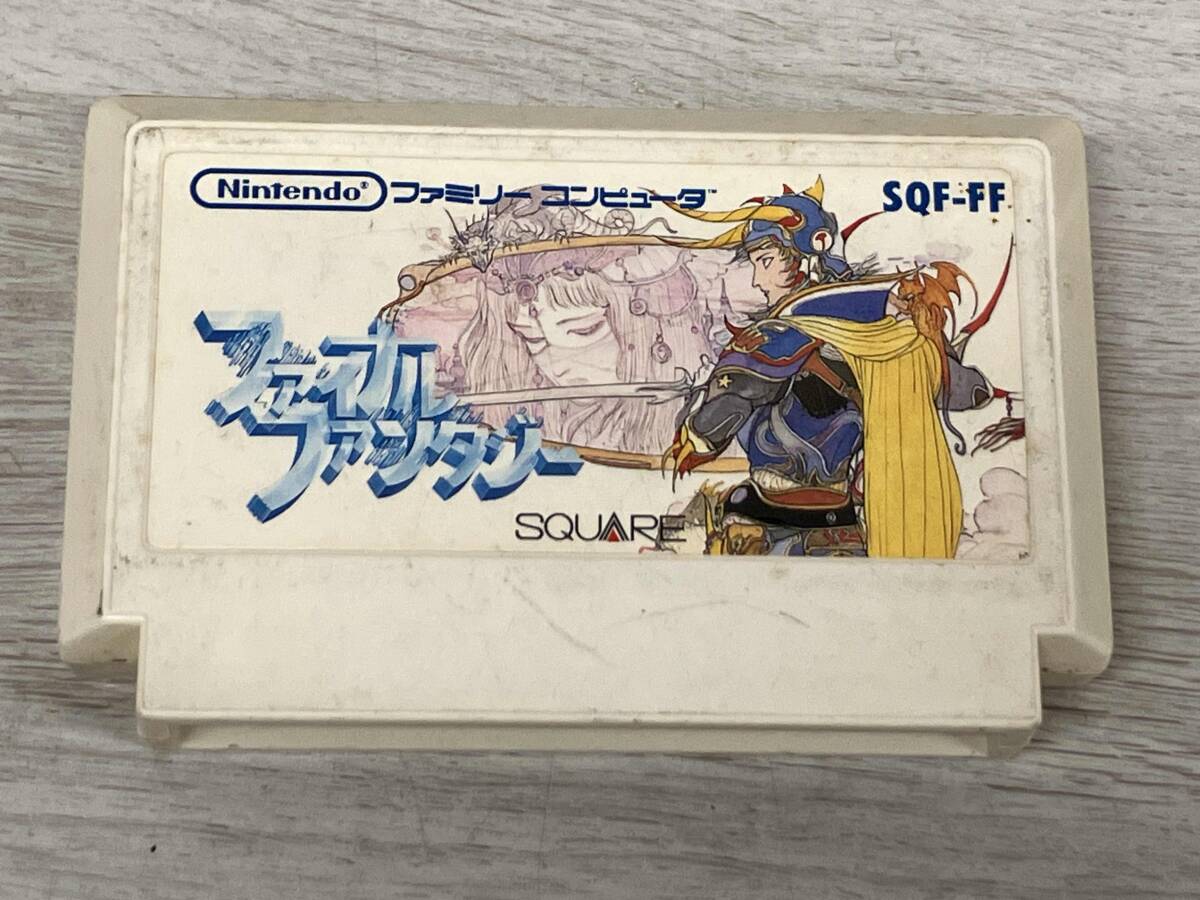 Nintendo® ファミリー コンピュータ™
SQF-FF
ファイナル
ファンタジー
SQUARE